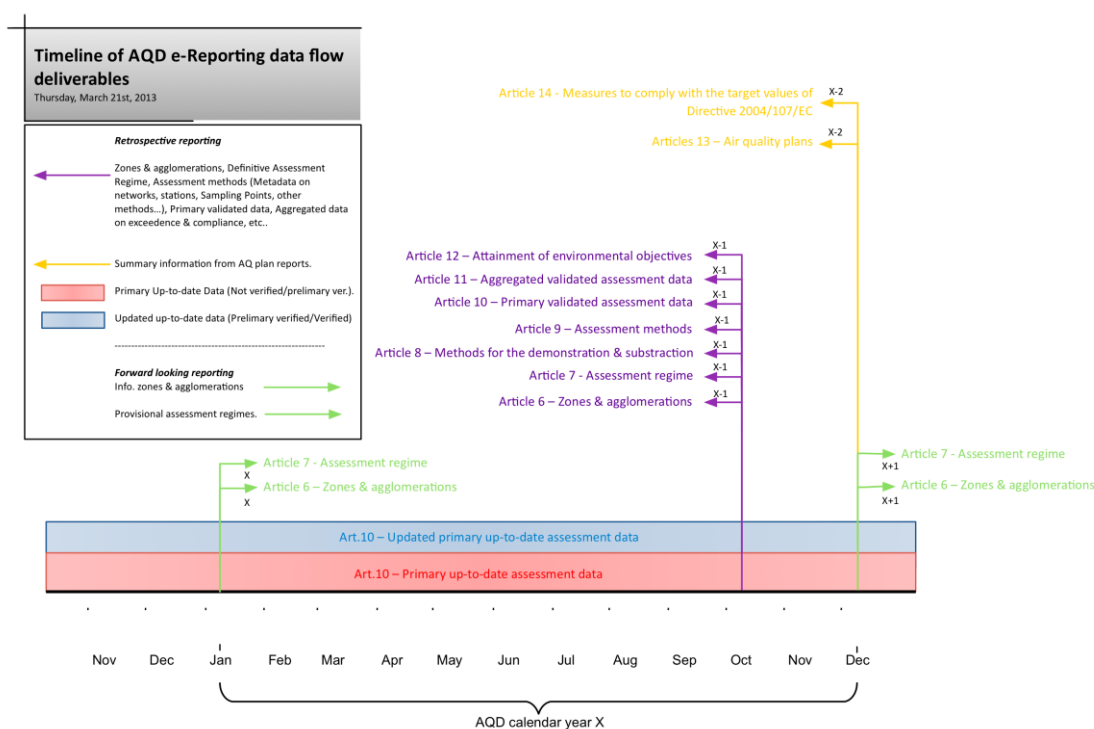 Timeline of AQD e-Reporting data flow
deliverables
Thursday, March 21st, 2013
Retrospective reporting
Zones & agglomerations, Definitive Assessment
Regime, Assessment methods (Metadata on
networks, stations, Sampling Points, other
methods...), Primary validated data, Aggregated data
on exceedence & compliance, etc..
Summary information from AQ plan reports.
Primary Up-to-date Data (Not verified/prelimary ver.).
Updated up-to-date data (Prelimary verified/Verified)
----------------------------------------------------------------
Forward looking reporting
Info. zones & agglomerations
Provisional assessment regimes.
Article 14 - Measures to comply with the target values of
Directive 2004/107/EC
X-2
Articles 13 – Air quality plans
X-2
Article 12 – Attainment of environmental objectives
X-1
Article 11 – Aggregated validated assessment data
X-1
Article 10 – Primary validated assessment data
X-1
Article 9 – Assessment methods
X-1
Article 8 – Methods for the demonstration & substraction
X-1
Article 7 - Assessment regime
X-1
Article 6 – Zones & agglomerations
X-1
Article 7 - Assessment regime
X
Article 6 – Zones & agglomerations
X
Article 7 - Assessment regime
X+1
Article 6 – Zones & agglomerations
X+1
Art.10 – Updated primary up-to-date assessment data
Art.10 – Primary up-to-date assessment data
Nov Dec Jan Feb Mar Apr May Jun Jul Aug Sep Oct Nov Dec
AQD calendar year X